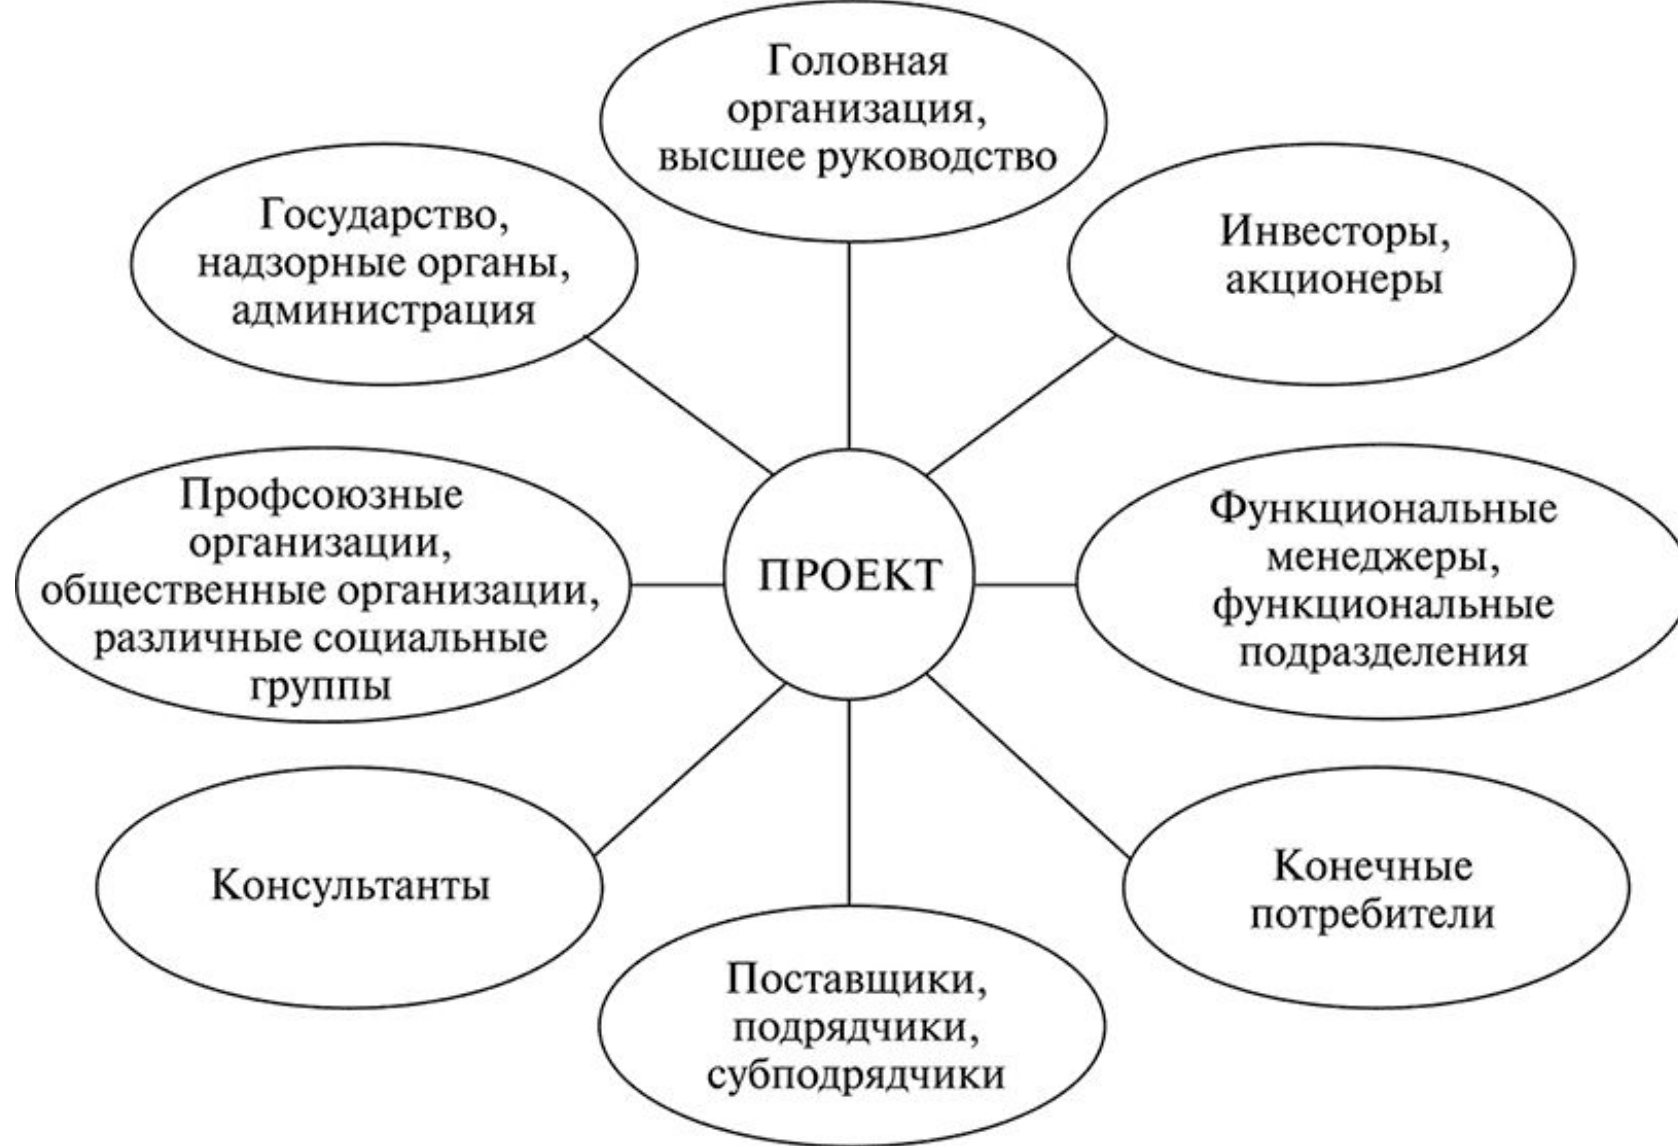 Головная
организация,
высшее руководство
Государство,
надзорные органы,
администрация
Инвесторы,
акционеры
Профсоюзные
организации,
общественные организации,
различные социальные
группы
ПРОЕКТ
Функциональные
менеджеры,
функциональные
подразделения
Консультанты
Конечные
потребители
Поставщики,
подрядчики,
субподрядчики